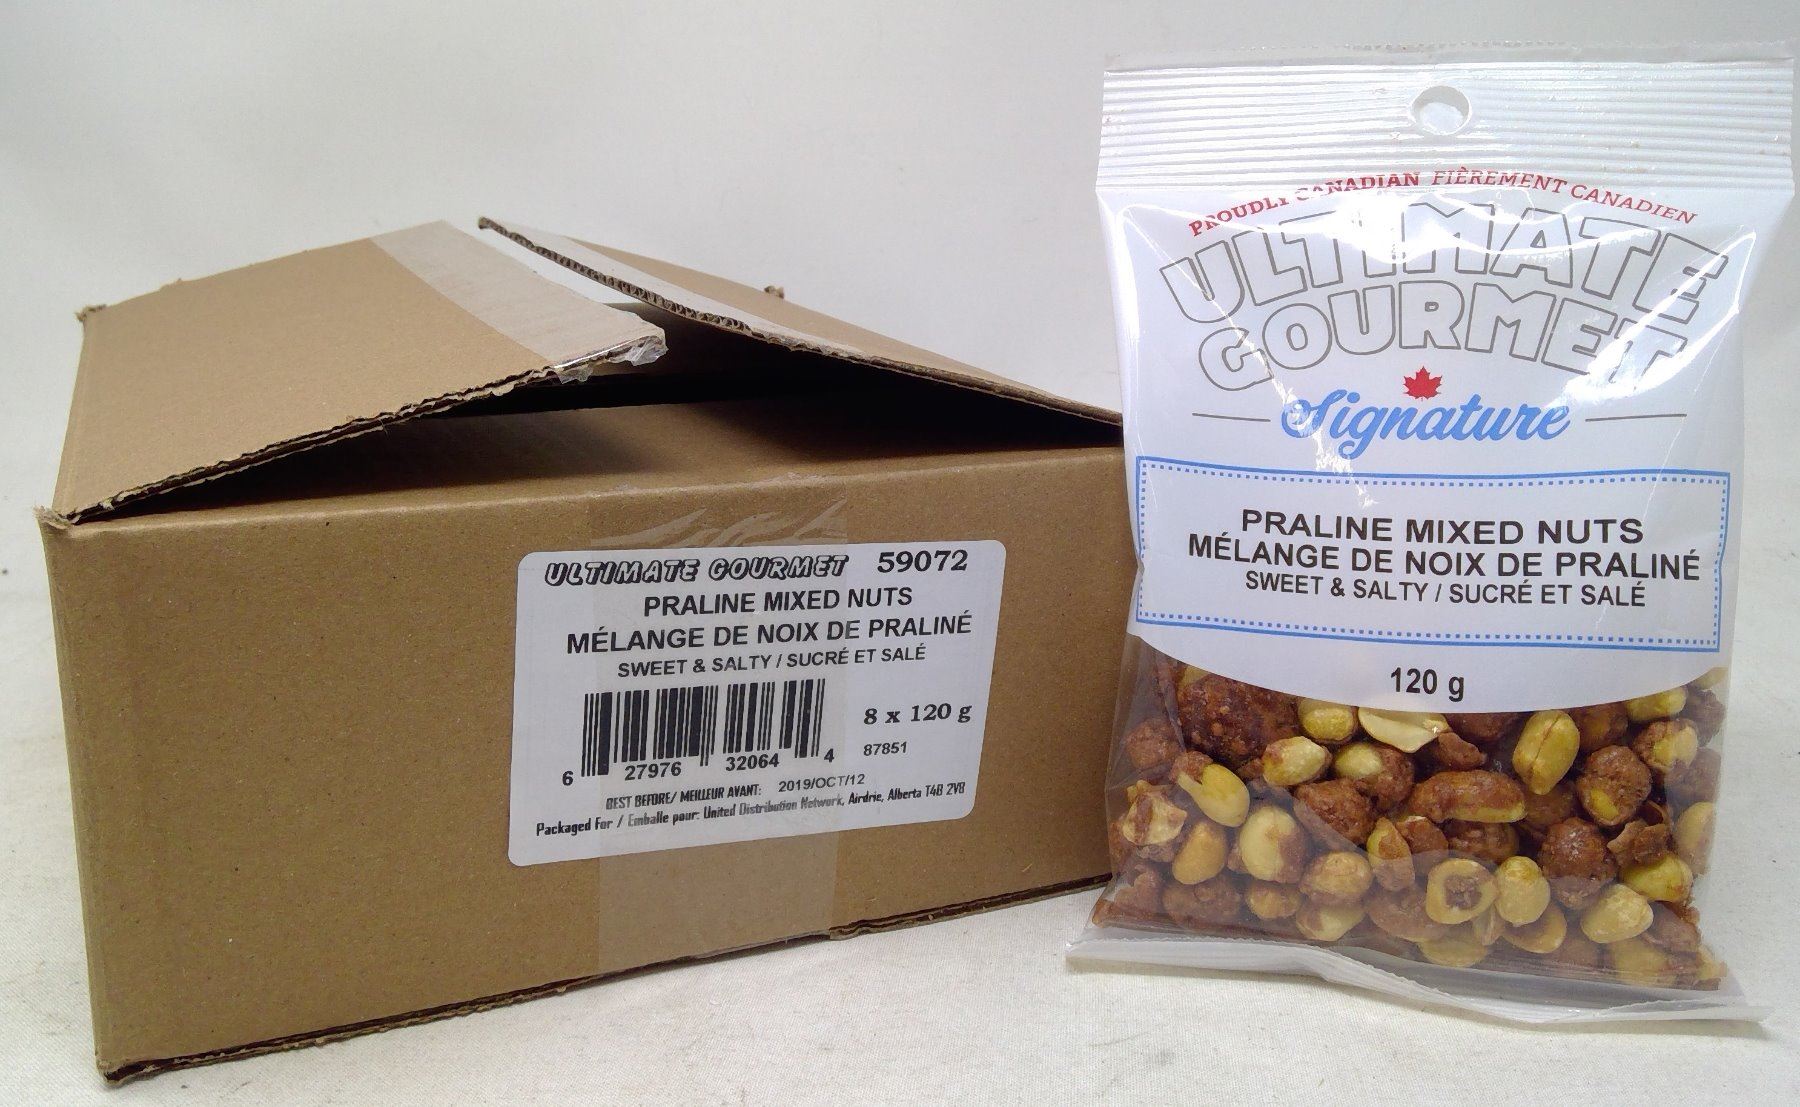 ULTIMATE GOURMET 59072
PRALINE MIXED NUTS
MÉLANGE DE NOIX DE PRALINÉ
SWEET & SALTY / SUCRÉ ET SALÉ
8 x 120 g
87851
6 27976 32064 4
BEST BEFORE/ MEILLEUR AVANT: 2019/OCT/12
Packaged For / Emballe pour: United Distribution Network, Airdrie, Alberta T4B 2V8
PROUDLY CANADIAN FIÈREMENT CANADIEN
ULTIMATE
GOURMET
Signature
PRALINE MIXED NUTS
MÉLANGE DE NOIX DE PRALINÉ
SWEET & SALTY / SUCRÉ ET SALÉ
120 g